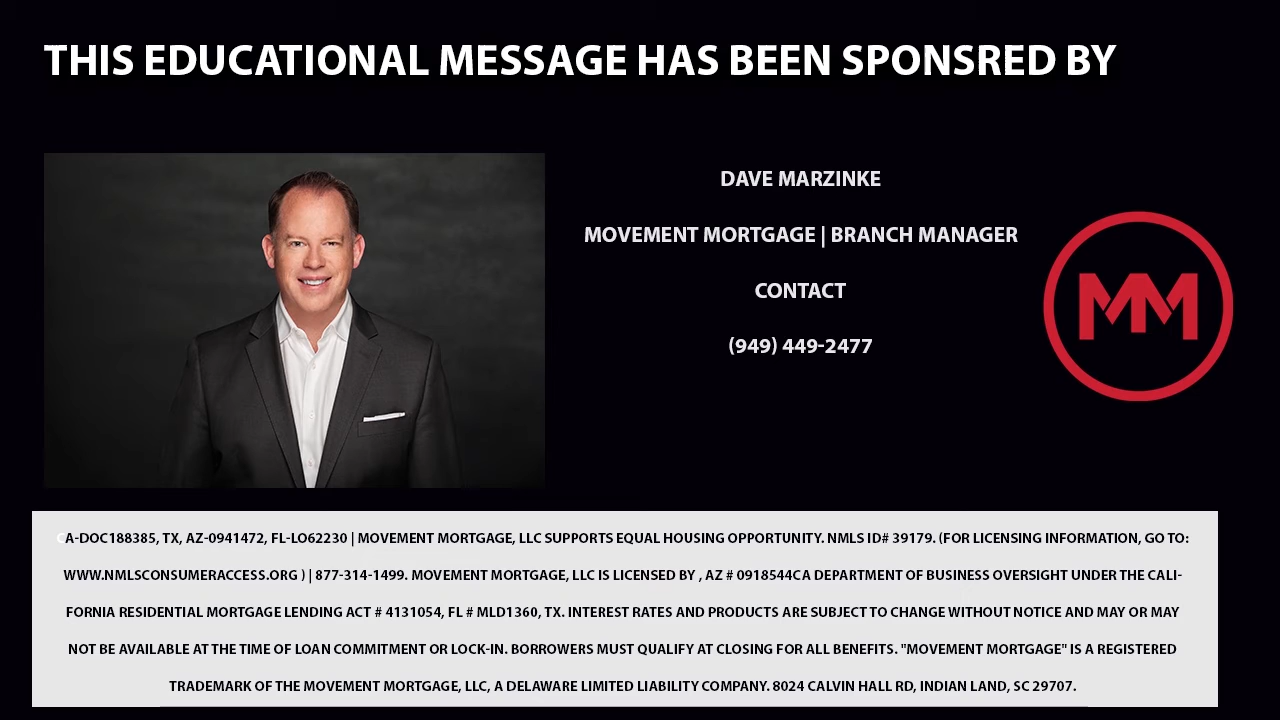 THIS EDUCATIONAL MESSAGE HAS BEEN SPONSRED BY
DAVE MARZINKE
MOVEMENT MORTGAGE | BRANCH MANAGER
CONTACT
(949) 449-2477
MM
CA-DOC188385, TX, AZ-0941472, FL-LO62230 | MOVEMENT MORTGAGE, LLC SUPPORTS EQUAL HOUSING OPPORTUNITY. NMLS ID# 39179. (FOR LICENSING INFORMATION, GO TO:
WWW.NMLSCONSUMERACCESS.ORG ) | 877-314-1499. MOVEMENT MORTGAGE, LLC IS LICENSED BY , AZ # 0918544CA DEPARTMENT OF BUSINESS OVERSIGHT UNDER THE CALI-
FORNIA RESIDENTIAL MORTGAGE LENDING ACT # 4131054, FL # MLD1360, TX. INTEREST RATES AND PRODUCTS ARE SUBJECT TO CHANGE WITHOUT NOTICE AND MAY OR MAY
NOT BE AVAILABLE AT THE TIME OF LOAN COMMITMENT OR LOCK-IN. BORROWERS MUST QUALIFY AT CLOSING FOR ALL BENEFITS. "MOVEMENT MORTGAGE" IS A REGISTERED
TRADEMARK OF THE MOVEMENT MORTGAGE, LLC, A DELAWARE LIMITED LIABILITY COMPANY. 8024 CALVIN HALL RD, INDIAN LAND, SC 29707.